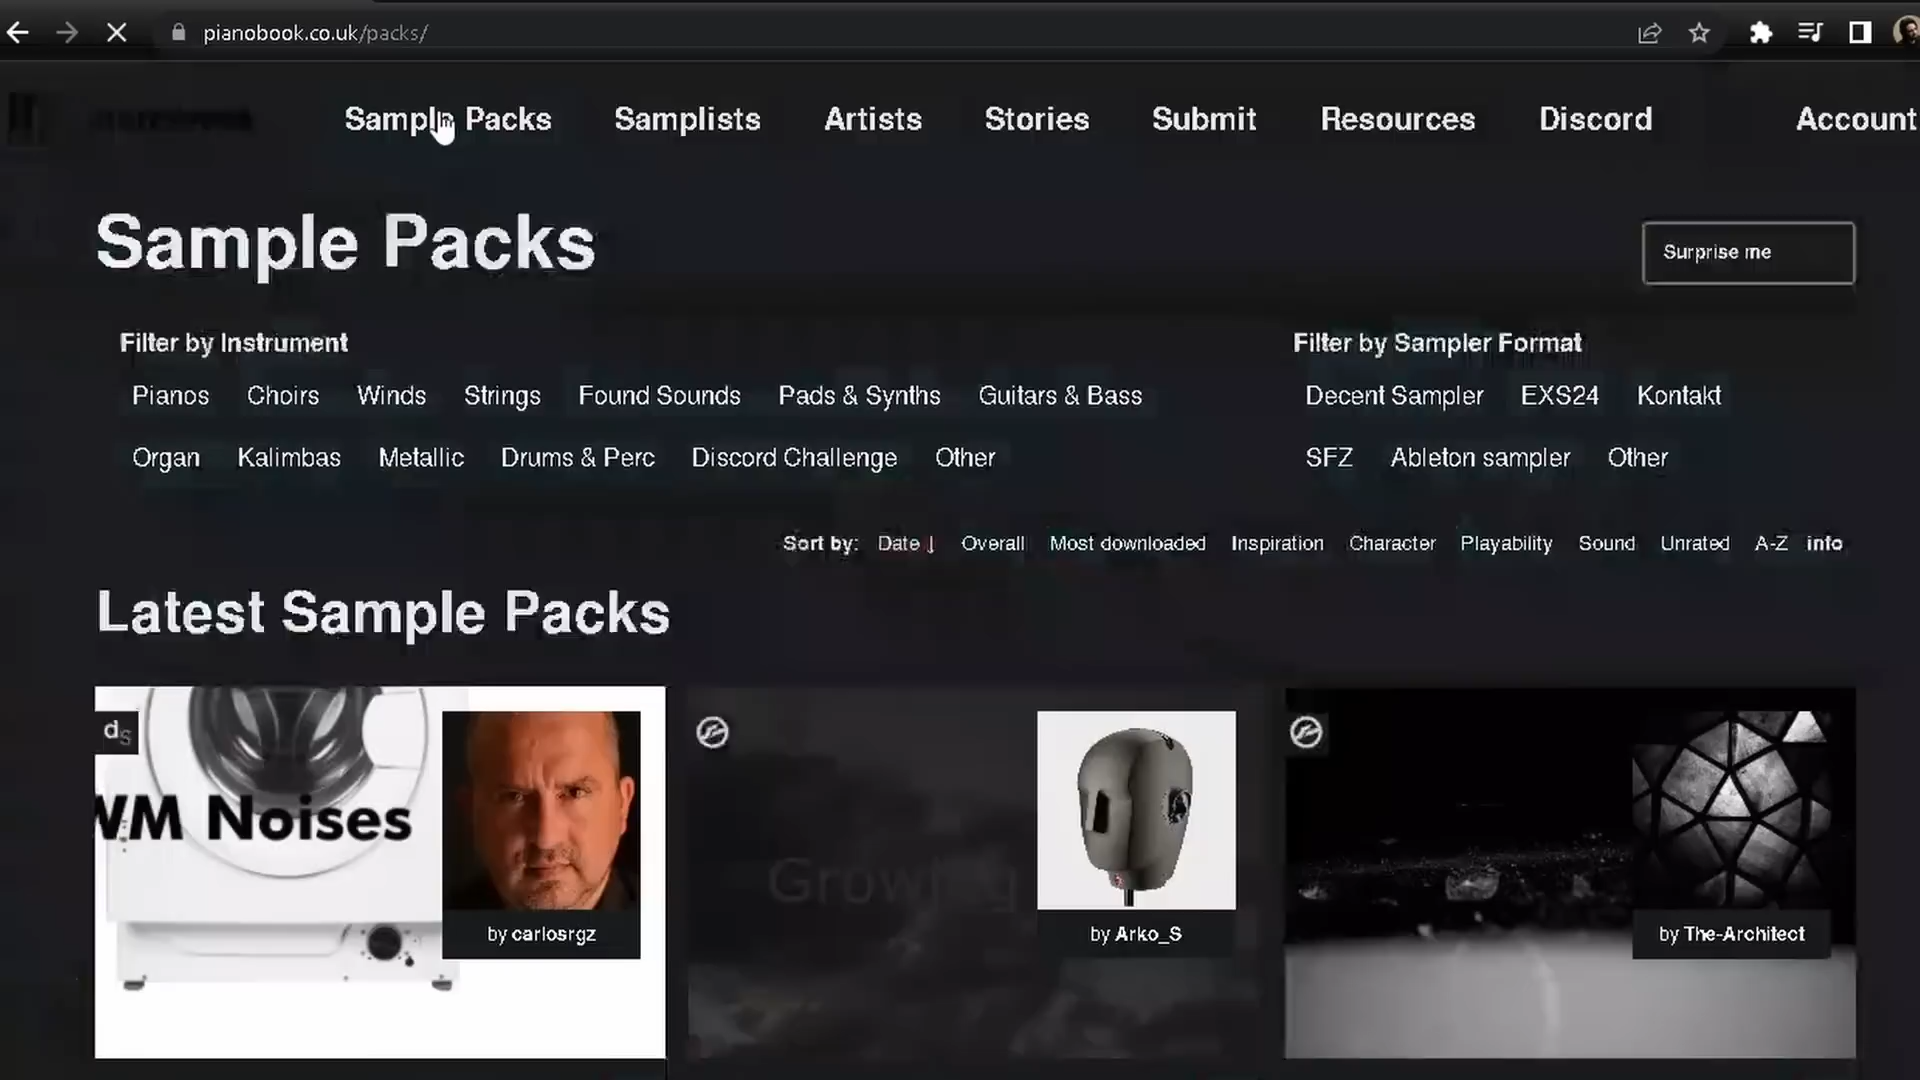 pianobook.co.uk/packs/
Sample Packs Samplists Artists Stories Submit Resources Discord Account
Sample Packs
Surprise me
Filter by Instrument
Pianos Choirs Winds Strings Found Sounds Pads & Synths Guitars & Bass
Organ Kalimbas Metallic Drums & Perc Discord Challenge Other
Filter by Sampler Format
Decent Sampler EXS24 Kontakt
SFZ Ableton sampler Other
Sort by: Date ↓ Overall Most downloaded Inspiration Character Playability Sound Unrated A-Z info
Latest Sample Packs
ds
WM Noises
by carlosrgz
Growing
by Arko_S
by The-Architect